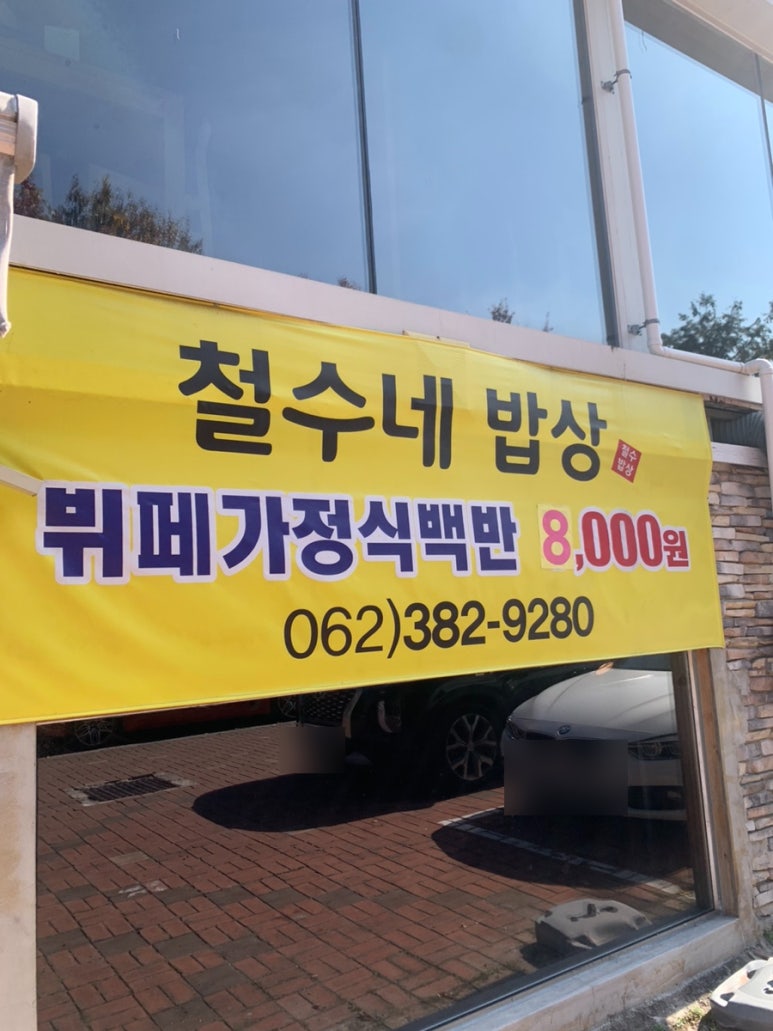 철수네 밥상
철수
밥상
뷔페가정식백반 8,000원
062)382-9280